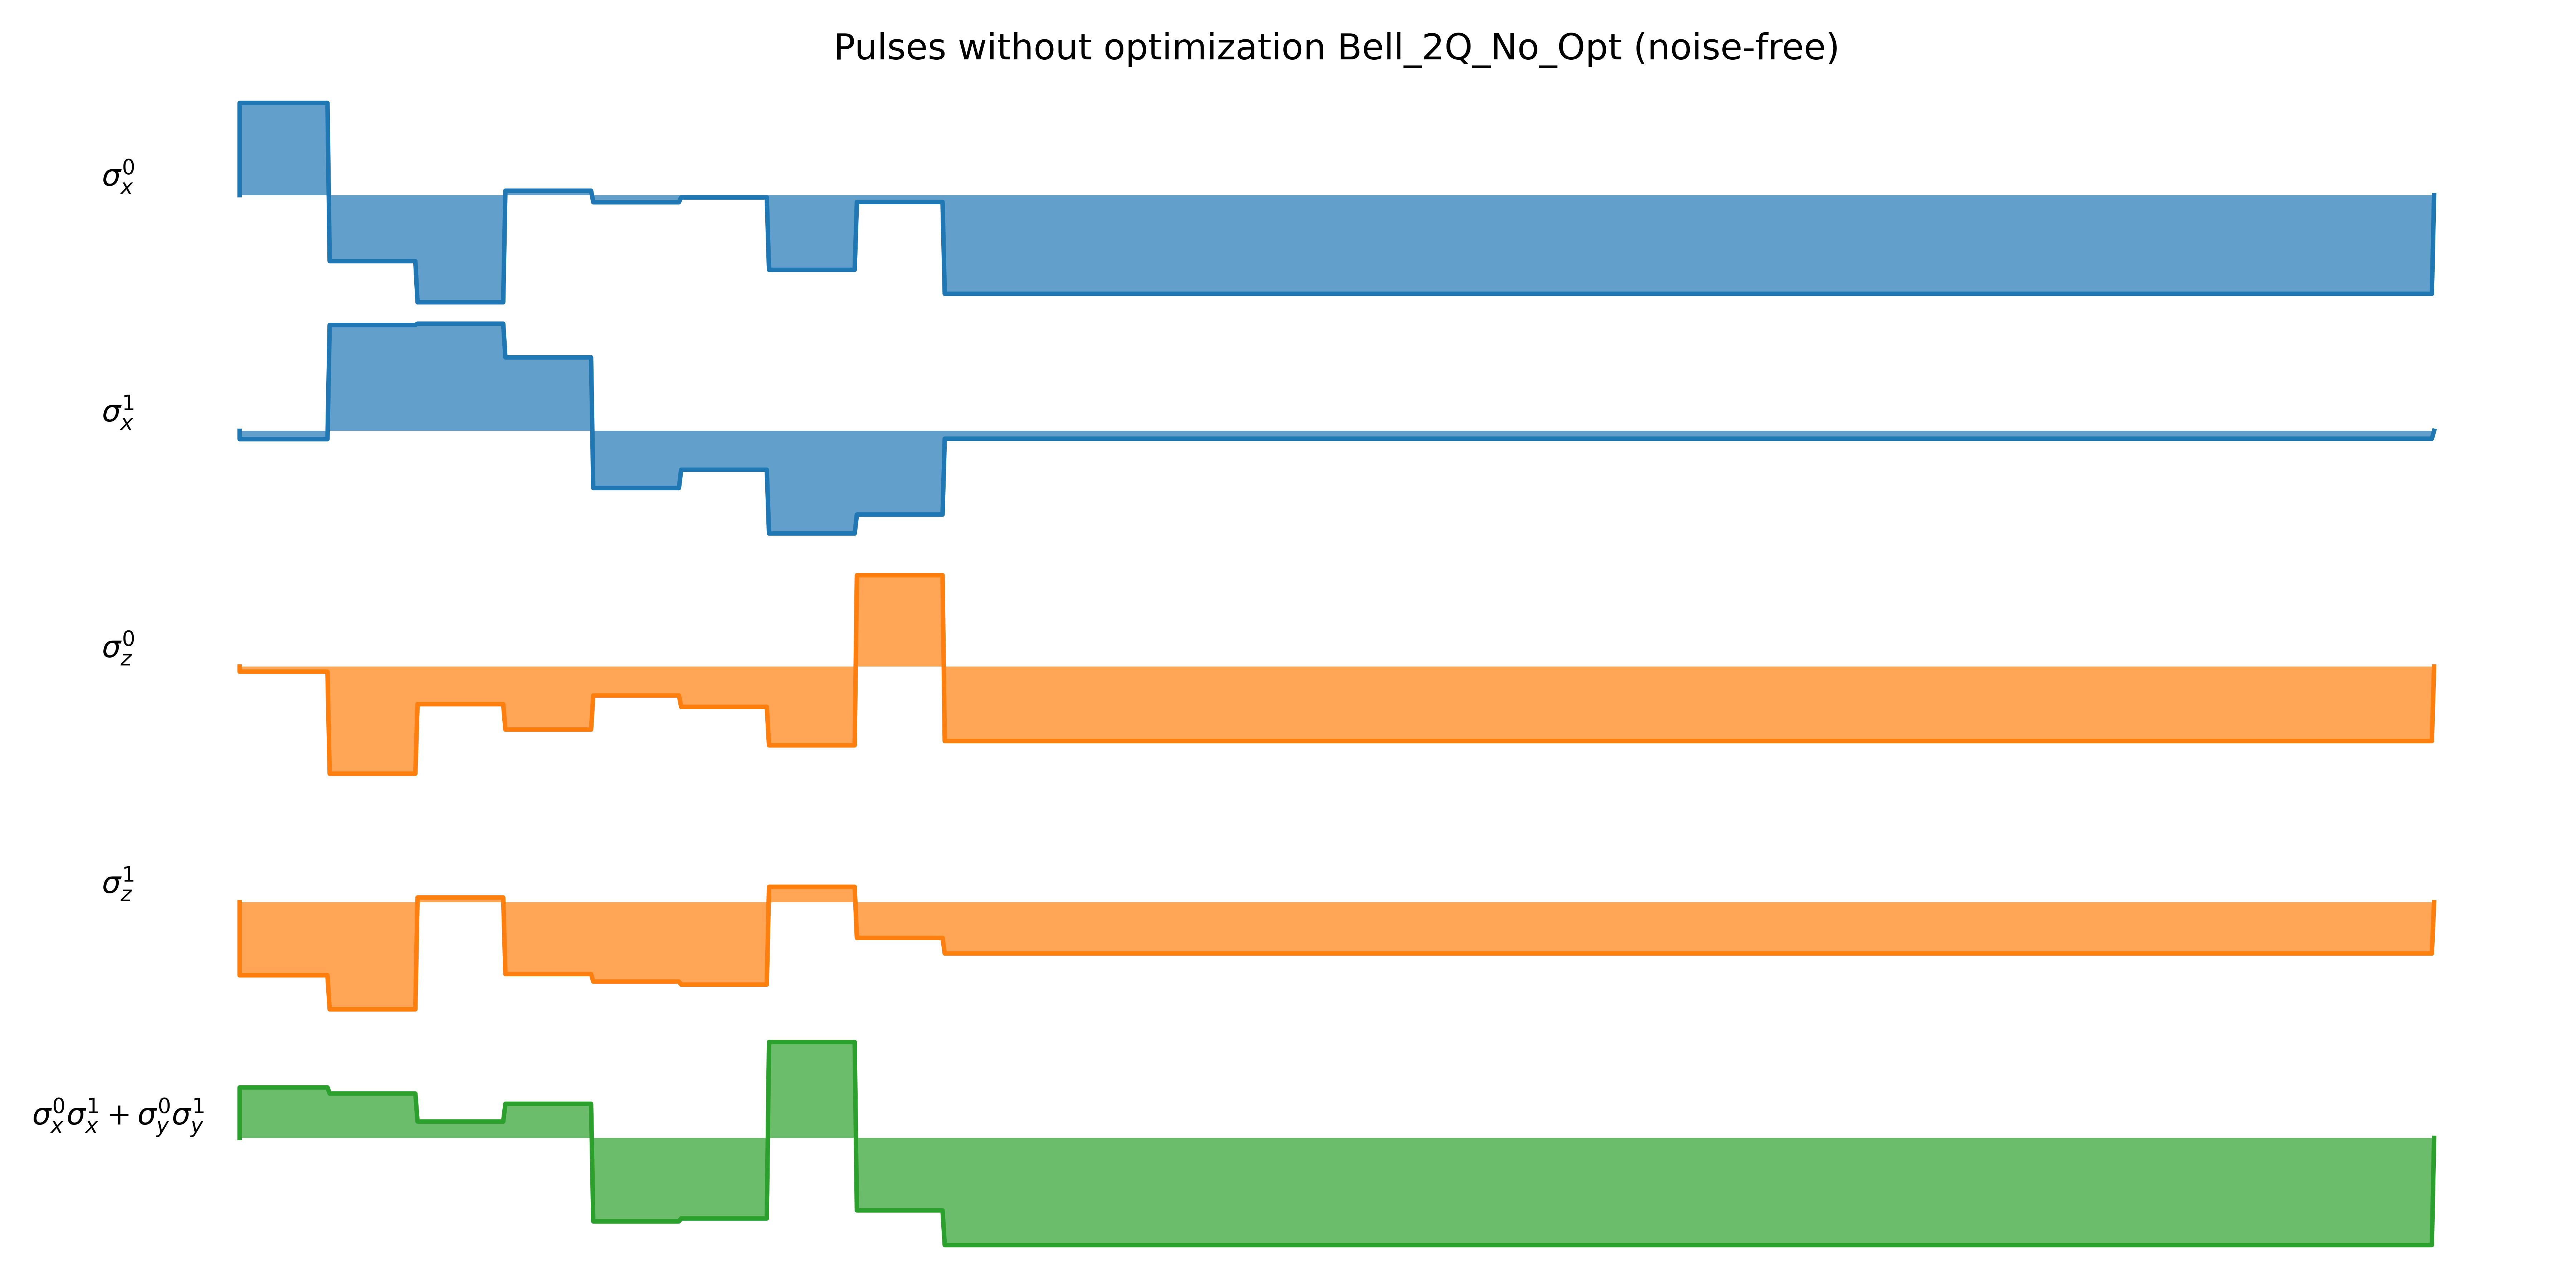 Pulses without optimization Bell_2Q_No_Opt (noise-free)
σ_x^0
σ_x^1
σ_z^0
σ_z^1
σ_x^0σ_x^1 + σ_y^0σ_y^1